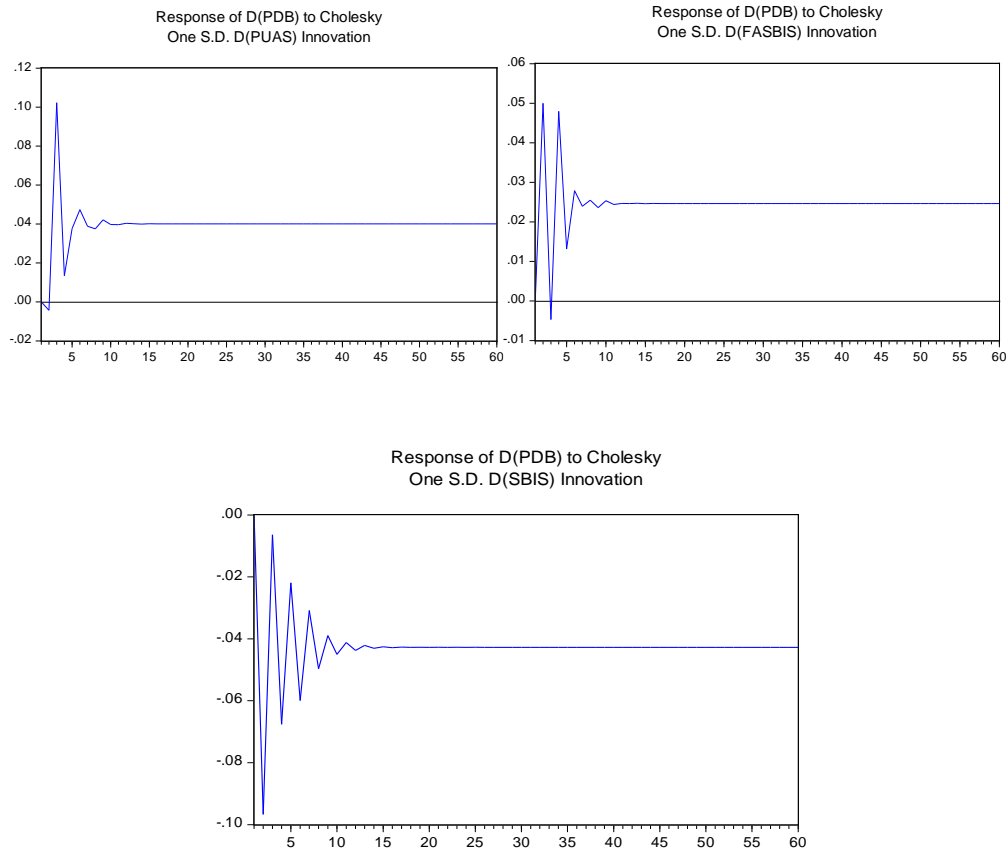 Response of D(PDB) to Cholesky
One S.D. D(PUAS) Innovation
.12
.10
.08
.06
.04
.02
.00
-.02
5 10 15 20 25 30 35 40 45 50 55 60
Response of D(PDB) to Cholesky
One S.D. D(FASBIS) Innovation
.06
.05
.04
.03
.02
.01
.00
-.01
5 10 15 20 25 30 35 40 45 50 55 60
Response of D(PDB) to Cholesky
One S.D. D(SBIS) Innovation
.00
-.02
-.04
-.06
-.08
-.10
5 10 15 20 25 30 35 40 45 50 55 60